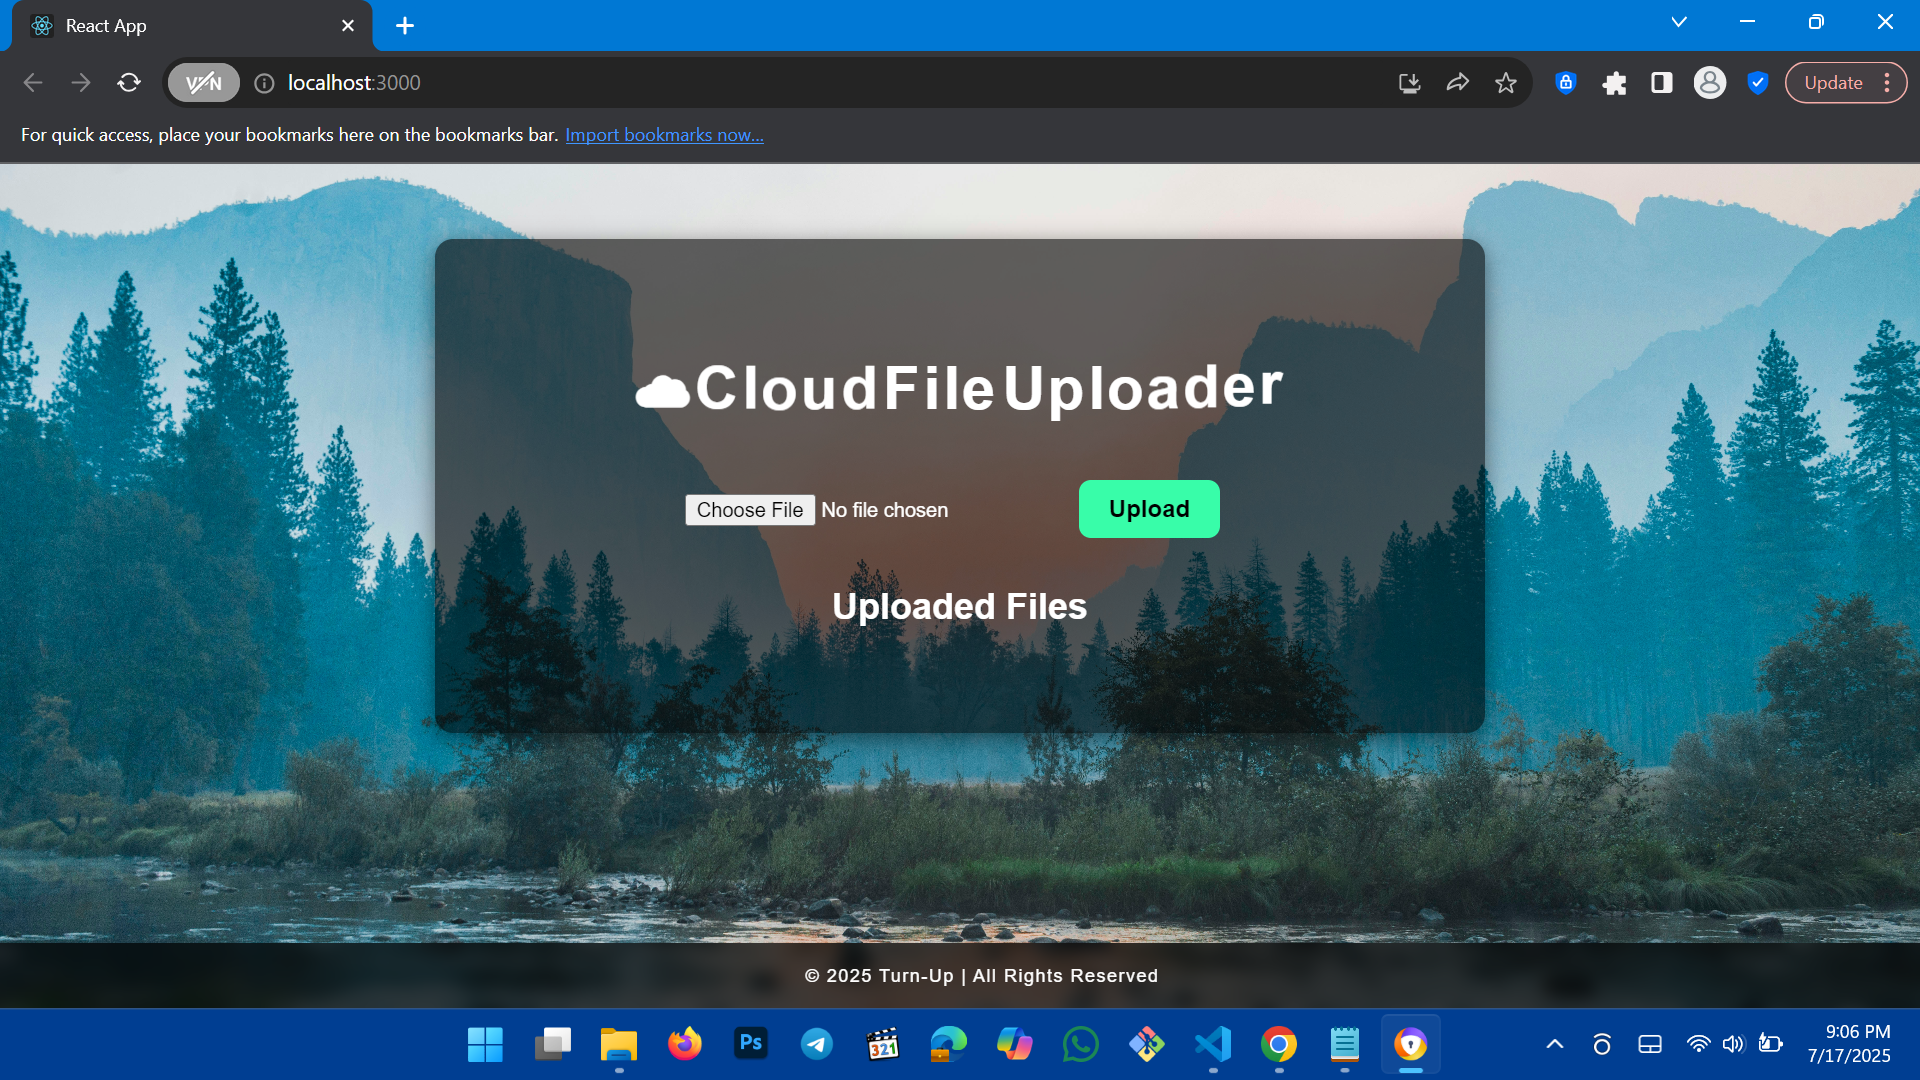 React App
VPN
localhost:3000
Update
For quick access, place your bookmarks here on the bookmarks bar. Import bookmarks now...
CloudFileUploader
Choose File No file chosen
Upload
Uploaded Files
© 2025 Turn-Up | All Rights Reserved
Ps
321
9:06 PM
7/17/2025